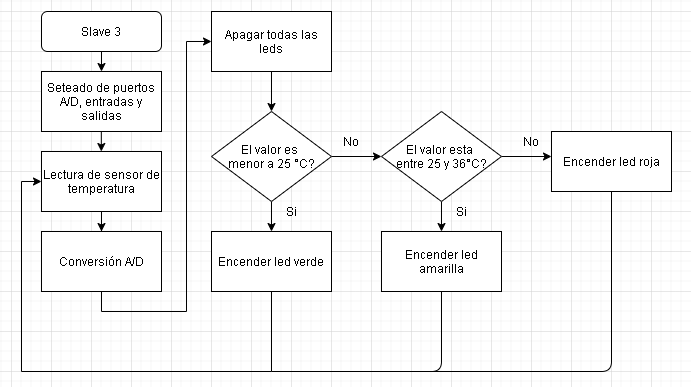 Slave 3
Seteado de puertos
A/D, entradas y
salidas
Lectura de sensor de
temperatura
Conversión A/D
Apagar todas las
leds
El valor es
menor a 25 °C?
No
Si
Encender led verde
El valor esta
entre 25 y 36°C?
No
Si
Encender led
amarilla
Encender led roja